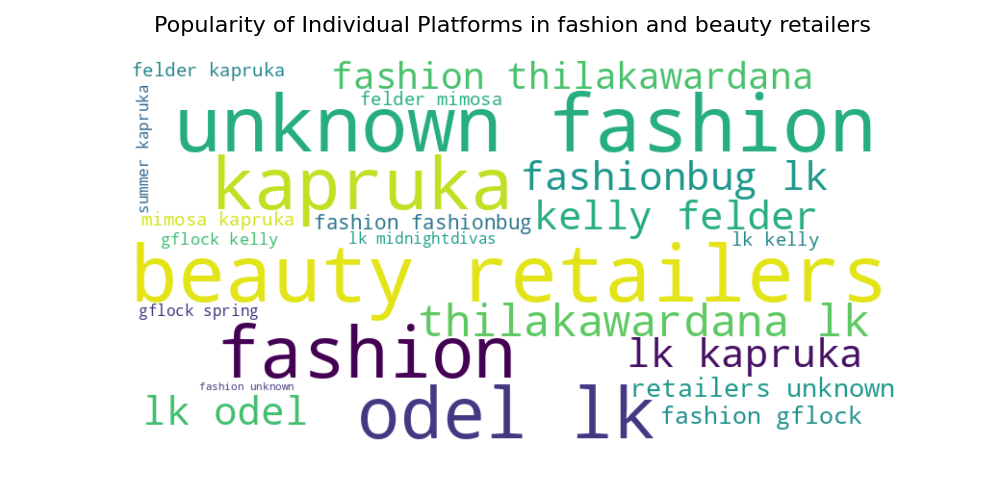 Popularity of Individual Platforms in fashion and beauty retailers
felder kapruka
fashion thilakawardana
summer kapruka
felder mimosa
unknown fashion
kapruka
fashionbug lk
mimosa kapruka
fashion fashionbug
kelly felder
gflock kelly
lk midnightdivas
lk kelly
beauty retailers
gflock spring
thilakawardana lk
fashion
lk kapruka
fashion unknown
retailers unknown
lk odel
odel lk
fashion gflock